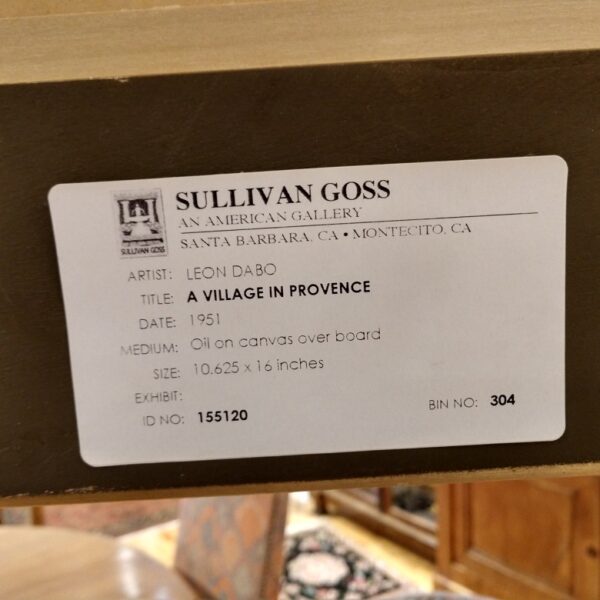 SULLIVAN GOSS
AN AMERICAN GALLERY
SANTA BARBARA, CA • MONTECITO, CA
SULLIVAN GOSS
ARTIST: LEON DABO
TITLE: A VILLAGE IN PROVENCE
DATE: 1951
MEDIUM: Oil on canvas over board
SIZE: 10.625 x 16 inches
EXHIBIT:
ID NO: 155120
BIN NO: 304